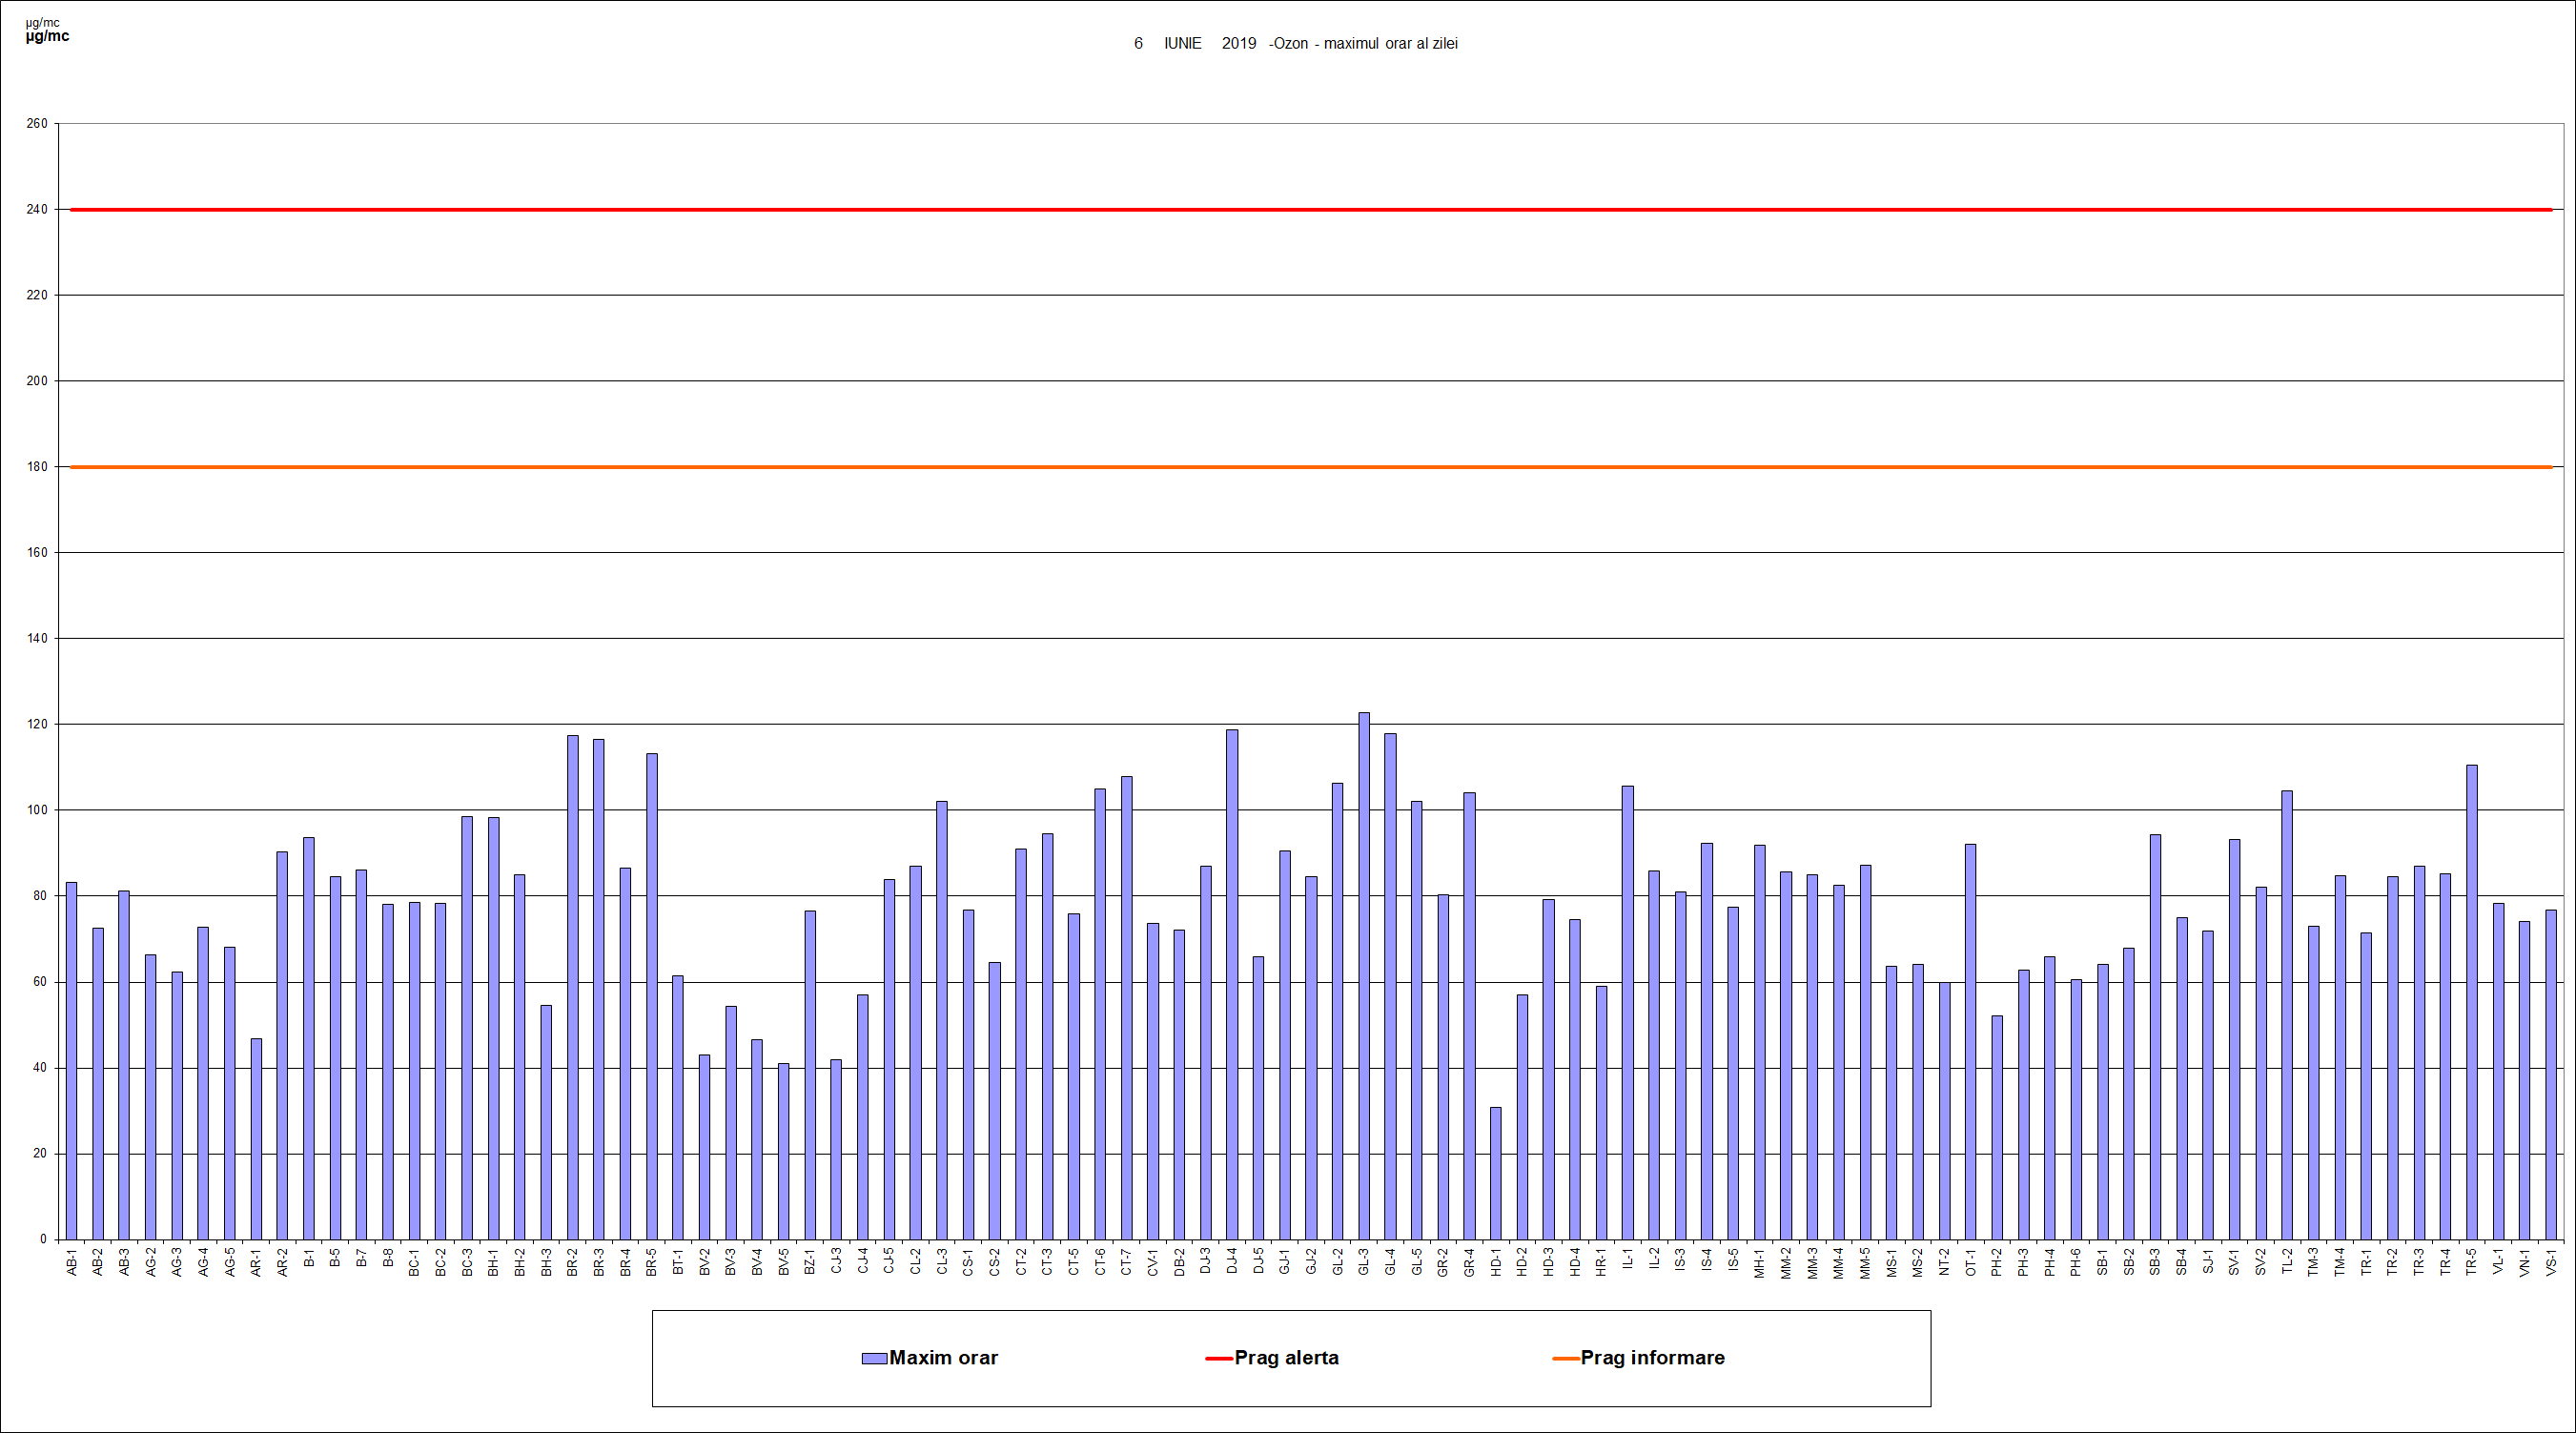 µg/mc
µg/mc
6 IUNIE 2019 -Ozon - maximul orar al zilei
260
240
220
200
180
160
140
120
100
80
60
40
20
0
AB-1 AB-2 AB-3 AG-2 AG-3 AG-4 AG-5 AR-1 AR-2 B-1 B-5 B-7 B-8 BC-1 BC-2 BC-3 BH-1 BH-2 BH-3 BR-2 BR-3 BR-4 BR-5 BT-1 BV-2 BV-3 BV-4 BV-5 BZ-1 CJ-3 CJ-4 CJ-5 CL-2 CL-3 CS-1 CS-2 CT-2 CT-3 CT-5 CT-6 CT-7 CV-1 DB-2 DJ-3 DJ-4 DJ-5 GJ-1 GJ-2 GL-2 GL-3 GL-4 GL-5 GR-2 GR-4 HD-1 HD-2 HD-3 HD-4 HR-1 IL-1 IL-2 IS-3 IS-4 IS-5 MH-1 MM-2 MM-3 MM-4 MM-5 MS-1 MS-2 NT-2 OT-1 PH-2 PH-3 PH-4 PH-6 SB-1 SB-2 SB-3 SB-4 SJ-1 SV-1 SV-2 TL-2 TM-3 TM-4 TR-1 TR-2 TR-3 TR-4 TR-5 VL-1 VN-1 VS-1
Maxim orar Prag alerta Prag informare